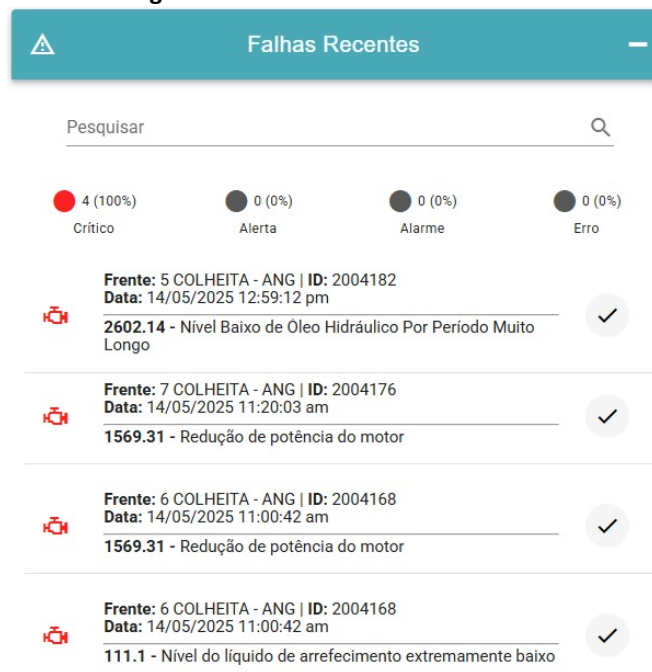 Falhas Recentes
Pesquisar
4 (100%)
0 (0%)
0 (0%)
0 (0%)
Crítico
Alerta
Alarme
Erro
Frente: 5 COLHEITA - ANG | ID: 2004182
Data: 14/05/2025 12:59:12 pm
2602.14 - Nível Baixo de Óleo Hidráulico Por Período Muito
Longo
Frente: 7 COLHEITA - ANG | ID: 2004176
Data: 14/05/2025 11:20:03 am
1569.31 - Redução de potência do motor
Frente: 6 COLHEITA - ANG | ID: 2004168
Data: 14/05/2025 11:00:42 am
1569.31 - Redução de potência do motor
Frente: 6 COLHEITA - ANG | ID: 2004168
Data: 14/05/2025 11:00:42 am
111.1 - Nível do líquido de arrefecimento extremamente baixo